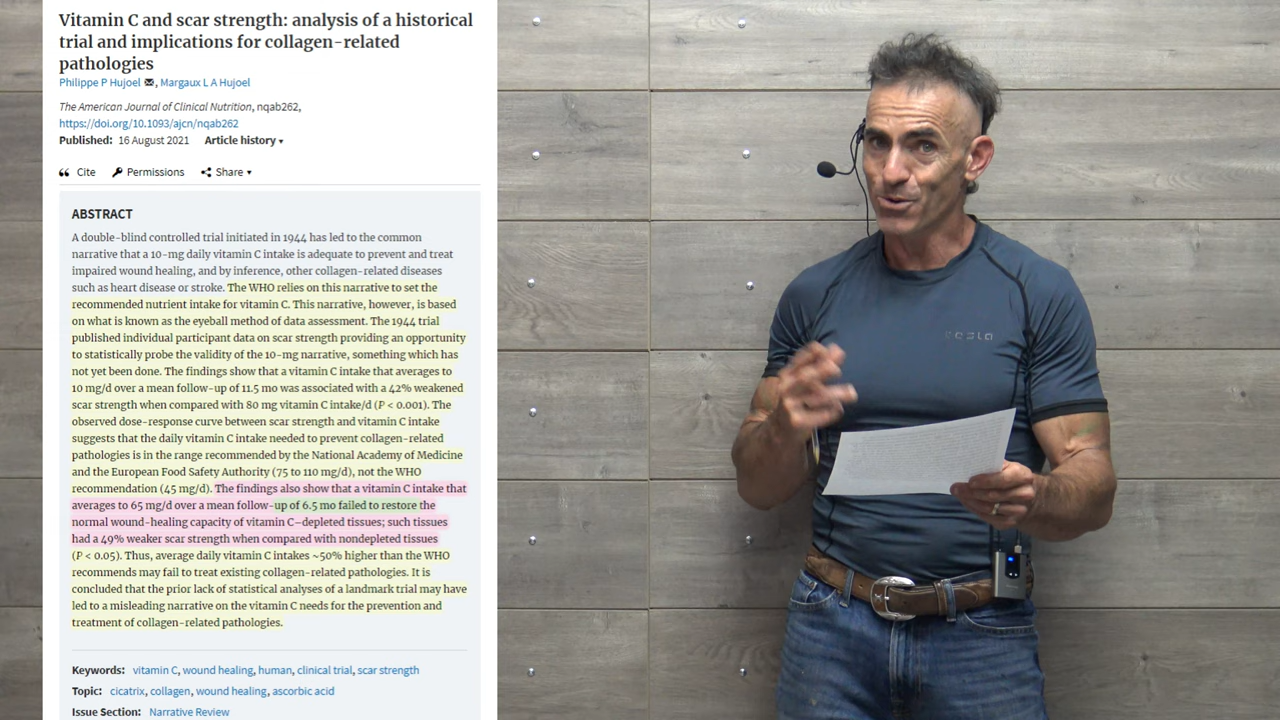 Vitamin C and scar strength: analysis of a historical
trial and implications for collagen-related
pathologies
Philippe P Hujoel, Margaux L A Hujoel
The American Journal of Clinical Nutrition, nqab262,
https://doi.org/10.1093/ajcn/nqab262
Published: 16 August 2021 Article history
Cite Permissions Share
ABSTRACT
A double-blind controlled trial initiated in 1944 has led to the common
narrative that a 10-mg daily vitamin C intake is adequate to prevent and treat
impaired wound healing, and by inference, other collagen-related diseases
such as heart disease or stroke. The WHO relies on this narrative to set the
recommended nutrient intake for vitamin C. This narrative, however, is based
on what is known as the eyeball method of data assessment. The 1944 trial
published individual participant data on scar strength providing an opportunity
to statistically probe the validity of the 10-mg narrative, something which has
not yet been done. The findings show that a vitamin C intake that averages to
10 mg/d over a mean follow-up of 11.5 mo was associated with a 42% weakened
scar strength when compared with 80 mg vitamin C intake/d (P < 0.001). The
observed dose-response curve between scar strength and vitamin C intake
suggests that the daily vitamin C intake needed to prevent collagen-related
pathologies is in the range recommended by the National Academy of Medicine
and the European Food Safety Authority (75 to 110 mg/d), not the WHO
recommendation (45 mg/d). The findings also show that a vitamin C intake that
averages to 65 mg/d over a mean follow-up of 6.5 mo failed to restore the
normal wound-healing capacity of vitamin C–depleted tissues; such tissues
had a 49% weaker scar strength when compared with nondepleted tissues
(P < 0.05). Thus, average daily vitamin C intakes ~50% higher than the WHO
recommends may fail to treat existing collagen-related pathologies. It is
concluded that the prior lack of statistical analyses of a landmark trial may have
led to a misleading narrative on the vitamin C needs for the prevention and
treatment of collagen-related pathologies.
Keywords: vitamin C, wound healing, human, clinical trial, scar strength
Topic: cicatrix, collagen, wound healing, ascorbic acid
Issue Section: Narrative Review